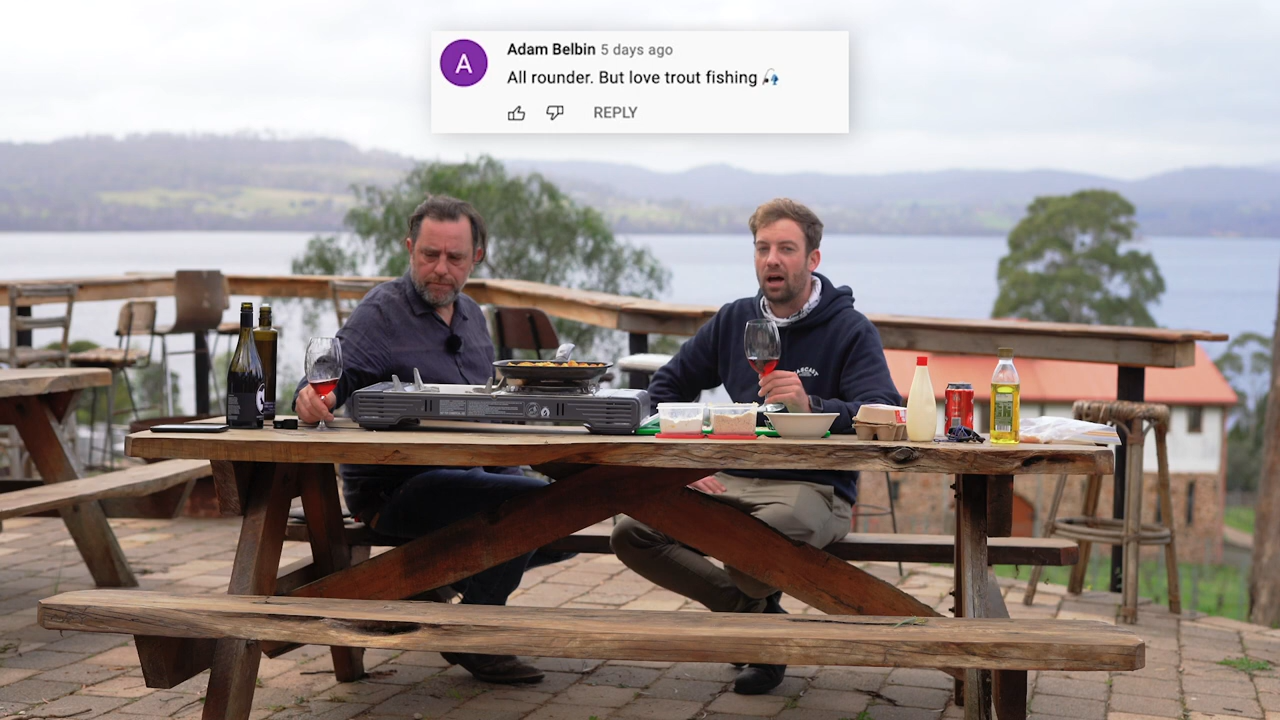 A
Adam Belbin 5 days ago
All rounder. But love trout fishing 🎣
REPLY